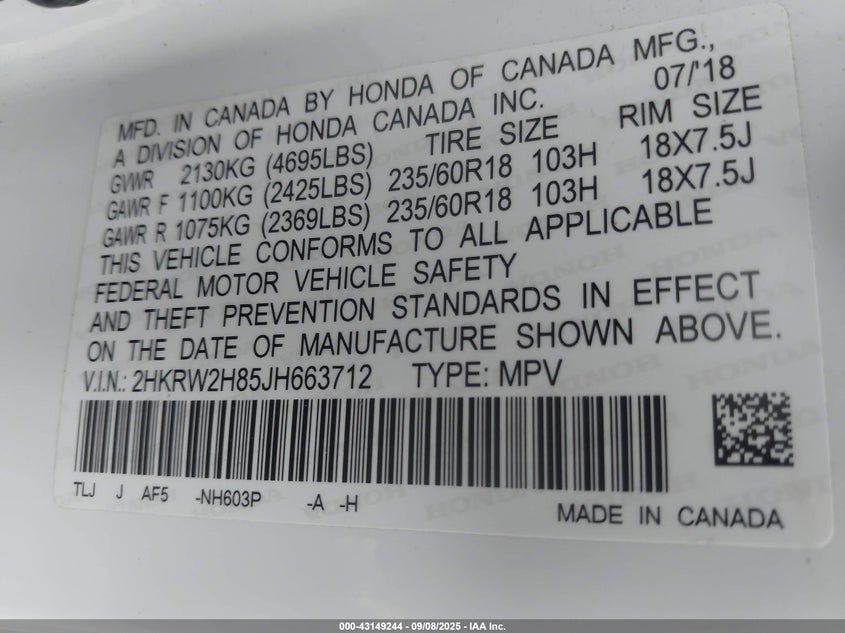 MFD. IN CANADA BY HONDA OF CANADA MFG.,
A DIVISION OF HONDA CANADA INC. 07/'18
GVWR 2130KG (4695LBS) TIRE SIZE RIM SIZE
GAWR F 1100KG (2425LBS) 235/60R18 103H 18X7.5J
GAWR R 1075KG (2369LBS) 235/60R18 103H 18X7.5J
THIS VEHICLE CONFORMS TO ALL APPLICABLE
FEDERAL MOTOR VEHICLE SAFETY
AND THEFT PREVENTION STANDARDS IN EFFECT
ON THE DATE OF MANUFACTURE SHOWN ABOVE.
V.I.N.: 2HKRW2H85JH663712 TYPE: MPV
TLJ J AF5 -NH603P -A -H
MADE IN CANADA
000-43149244 - 09/08/2025 - IAA Inc.